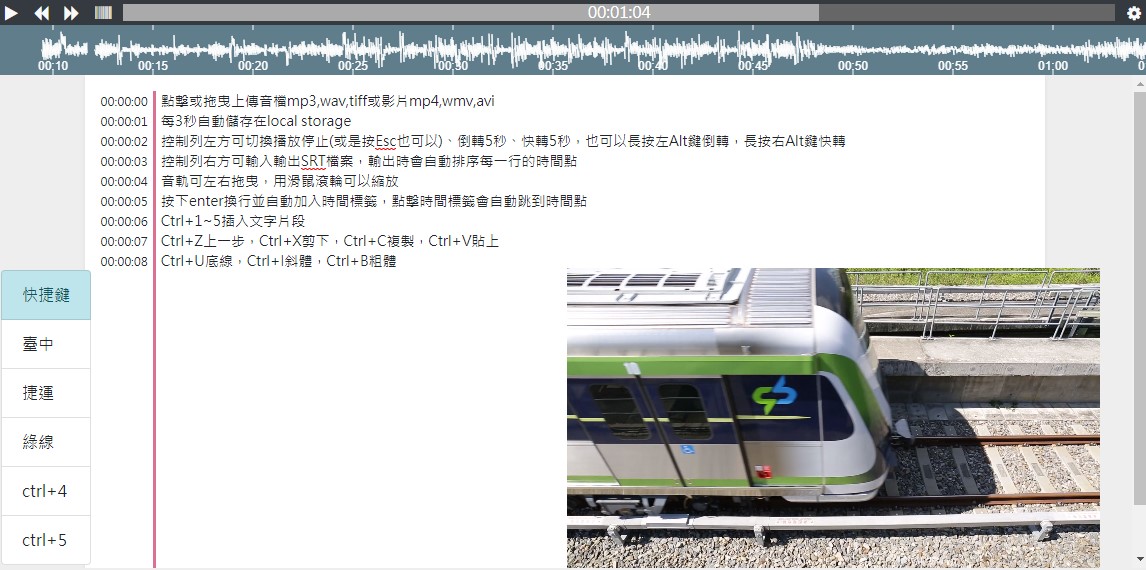 00:01:04
00:10 00:15 00:20 00:25 00:30 00:35 00:40 00:45 00:50 00:55 01:00 0
00:00:00 點擊或拖曳上傳音檔mp3,wav,tiff或影片mp4,wmv,avi
00:00:01 每3秒自動儲存在local storage
00:00:02 控制列左方可切換播放停止(或是按Esc也可以)、倒轉5秒、快轉5秒，也可以長按左Alt鍵倒轉，長按右Alt鍵快轉
00:00:03 控制列右方可輸入輸出SRT檔案，輸出時會自動排序每一行的時間點
00:00:04 音軌可左右拖曳，用滑鼠滾輪可以縮放
00:00:05 按下enter換行並自動加入時間標籤，點擊時間標籤會自動跳到時間點
00:00:06 Ctrl+1~5插入文字片段
00:00:07 Ctrl+Z上一步，Ctrl+X剪下，Ctrl+C複製，Ctrl+V貼上
00:00:08 Ctrl+U底線，Ctrl+I斜體，Ctrl+B粗體
快捷鍵
臺中
捷運
綠線
ctrl+4
ctrl+5